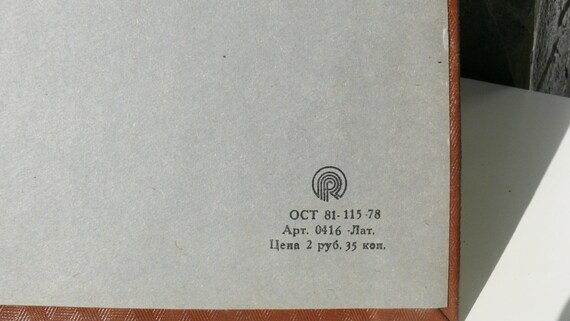 ОСТ 81-115-78
Арт. 0416 -Лат.
Цена 2 руб. 35 коп.